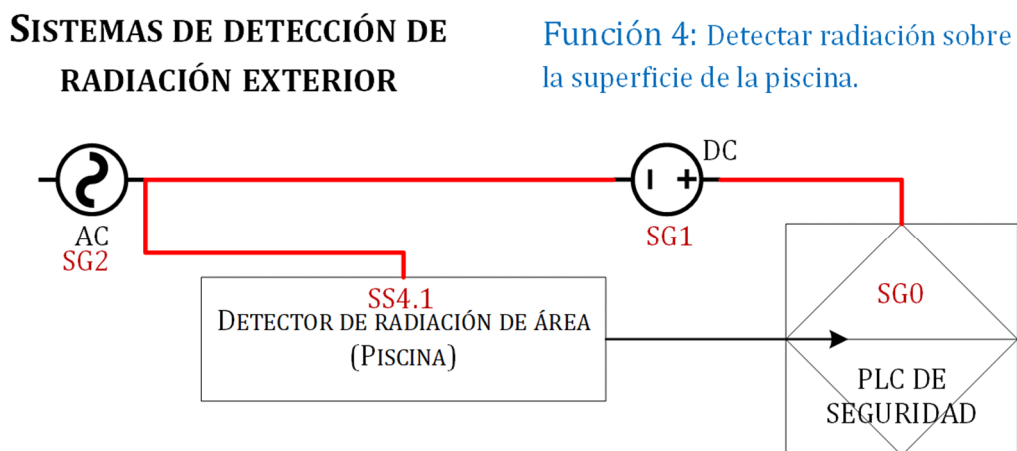 SISTEMAS DE DETECCIÓN DE
RADIACIÓN EXTERIOR
Función 4: Detectar radiación sobre
la superficie de la piscina.
DC
AC
SG2
SG1
SG0
SS4.1
DETECTOR DE RADIACIÓN DE ÁREA
(PISCINA)
PLC DE
SEGURIDAD